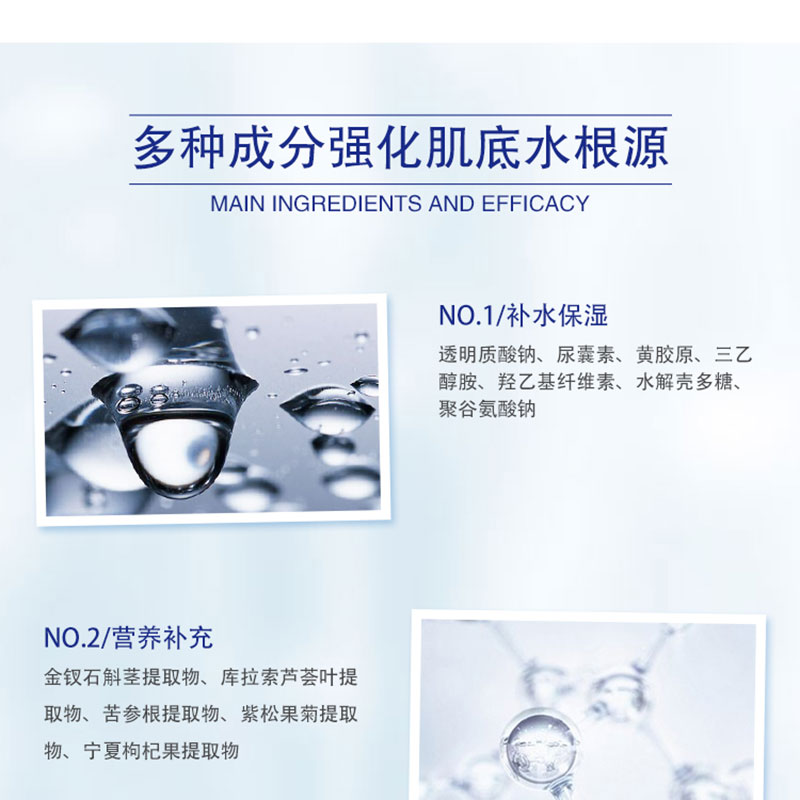 多种成分强化肌底水根源
MAIN INGREDIENTS AND EFFICACY
NO.1/补水保湿
透明质酸钠、尿囊素、黄胶原、三乙
醇胺、羟乙基纤维素、水解壳多糖、
聚谷氨酸钠
NO.2/营养补充
金钗石斛茎提取物、库拉索芦荟叶提
取物、苦参根提取物、紫松果菊提取
物、宁夏枸杞果提取物